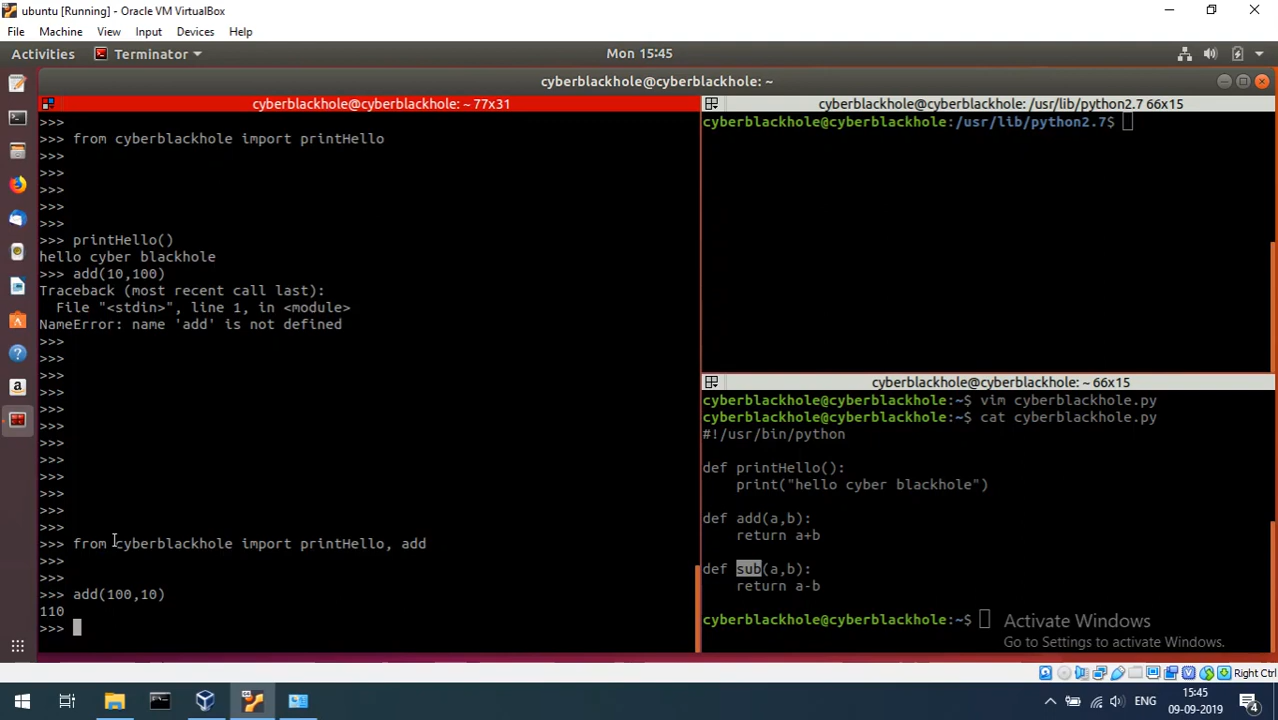 ubuntu [Running] - Oracle VM VirtualBox
File Machine View Input Devices Help
Activities Terminator Mon 15:45
cyberblackhole@cyberblackhole: ~
cyberblackhole@cyberblackhole: ~ 77x31
>>>
>>> from cyberblackhole import printHello
>>>
>>>
>>>
>>>
>>>
>>> printHello()
hello cyber blackhole
>>> add(10,100)
Traceback (most recent call last):
  File "<stdin>", line 1, in <module>
NameError: name 'add' is not defined
>>>
>>>
>>>
>>>
>>>
>>>
>>>
>>>
>>>
>>>
>>>
>>>
>>> from cyberblackhole import printHello, add
>>>
>>>
>>> add(100,10)
110
>>>
cyberblackhole@cyberblackhole: /usr/lib/python2.7 66x15
cyberblackhole@cyberblackhole:/usr/lib/python2.7$
cyberblackhole@cyberblackhole: ~ 66x15
cyberblackhole@cyberblackhole:~$ vim cyberblackhole.py
cyberblackhole@cyberblackhole:~$ cat cyberblackhole.py
#!/usr/bin/python
def printHello():
    print("hello cyber blackhole")
def add(a,b):
    return a+b
def sub(a,b):
    return a-b
cyberblackhole@cyberblackhole:~$
Activate Windows
Go to Settings to activate Windows.
Right Ctrl
ENG
15:45
09-09-2019
4